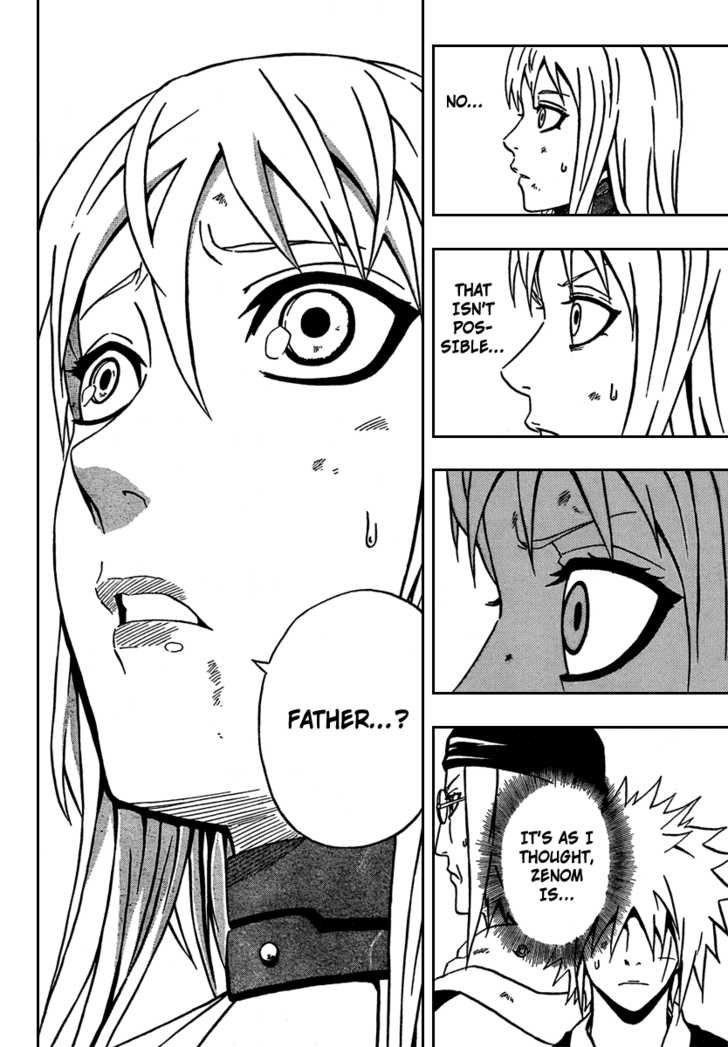 NO...
THAT
ISN'T
POS-
SIBLE...
IT'S AS I
THOUGHT,
ZENOM
IS...
FATHER...?